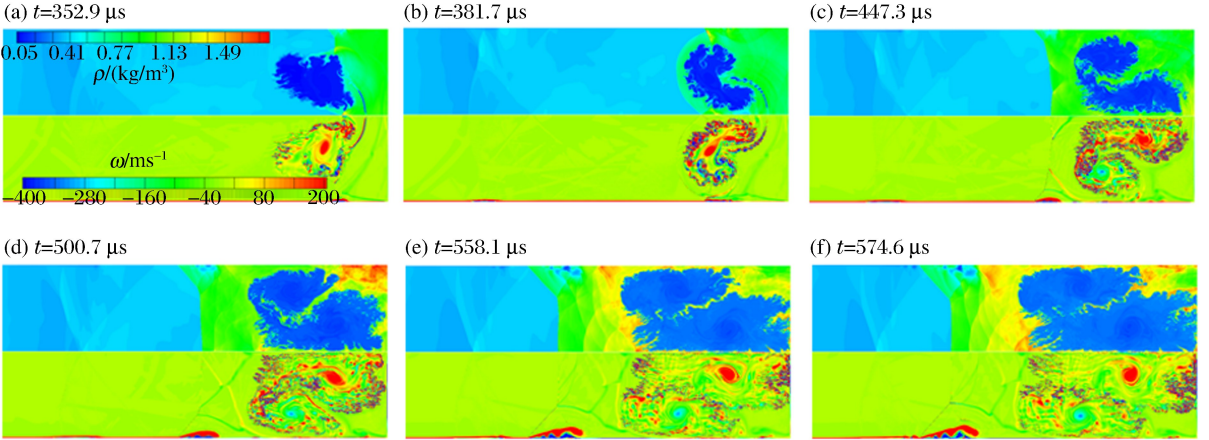 (a) t=352.9 μs
(b) t=381.7 μs
(c) t=447.3 μs
0.05 0.41 0.77 1.13 1.49
ρ/(kg/m³)
ω/ms⁻¹
−400 −280 −160 −40 80 200
(d) t=500.7 μs
(e) t=558.1 μs
(f) t=574.6 μs